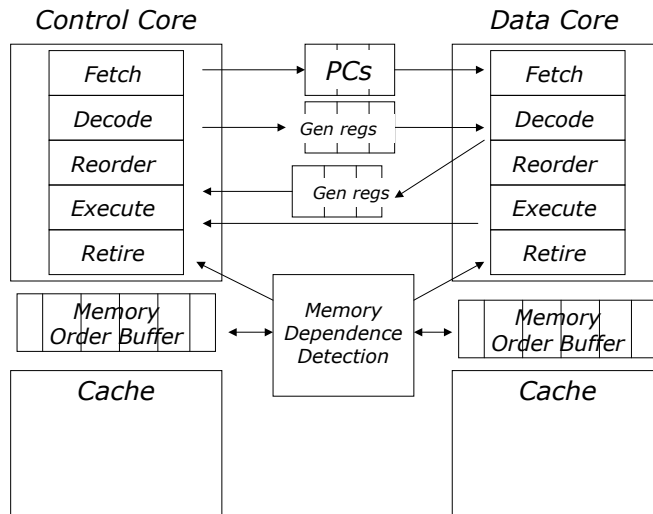 Control Core
Data Core
Fetch
PCs
Fetch
Decode
Gen regs
Decode
Reorder
Gen regs
Reorder
Execute
Execute
Retire
Retire
Memory
Order Buffer
Memory
Dependence
Detection
Memory
Order Buffer
Cache
Cache